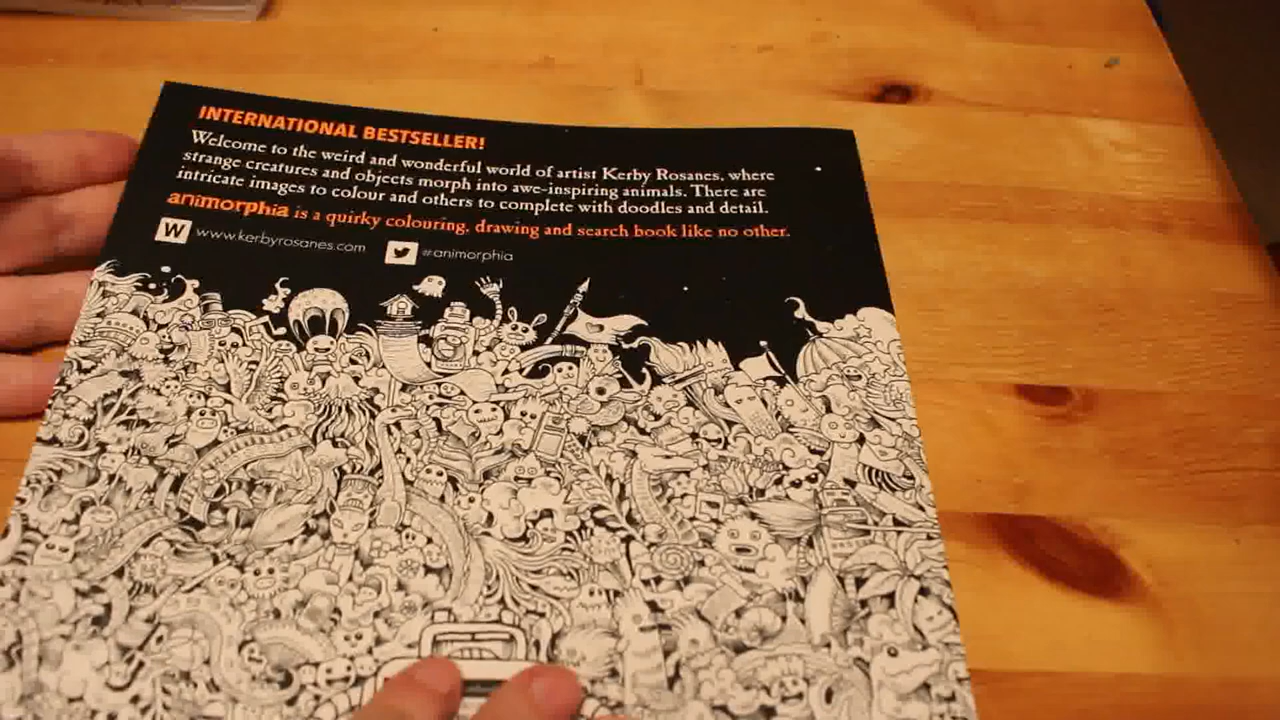 INTERNATIONAL BESTSELLER!
Welcome to the weird and wonderful world of artist Kerby Rosanes, where
strange creatures and objects morph into awe-inspiring animals. There are
intricate images to colour and others to complete with doodles and detail.
animorphia is a quirky colouring, drawing and search book like no other.
W www.kerbyrosanes.com #animorphia